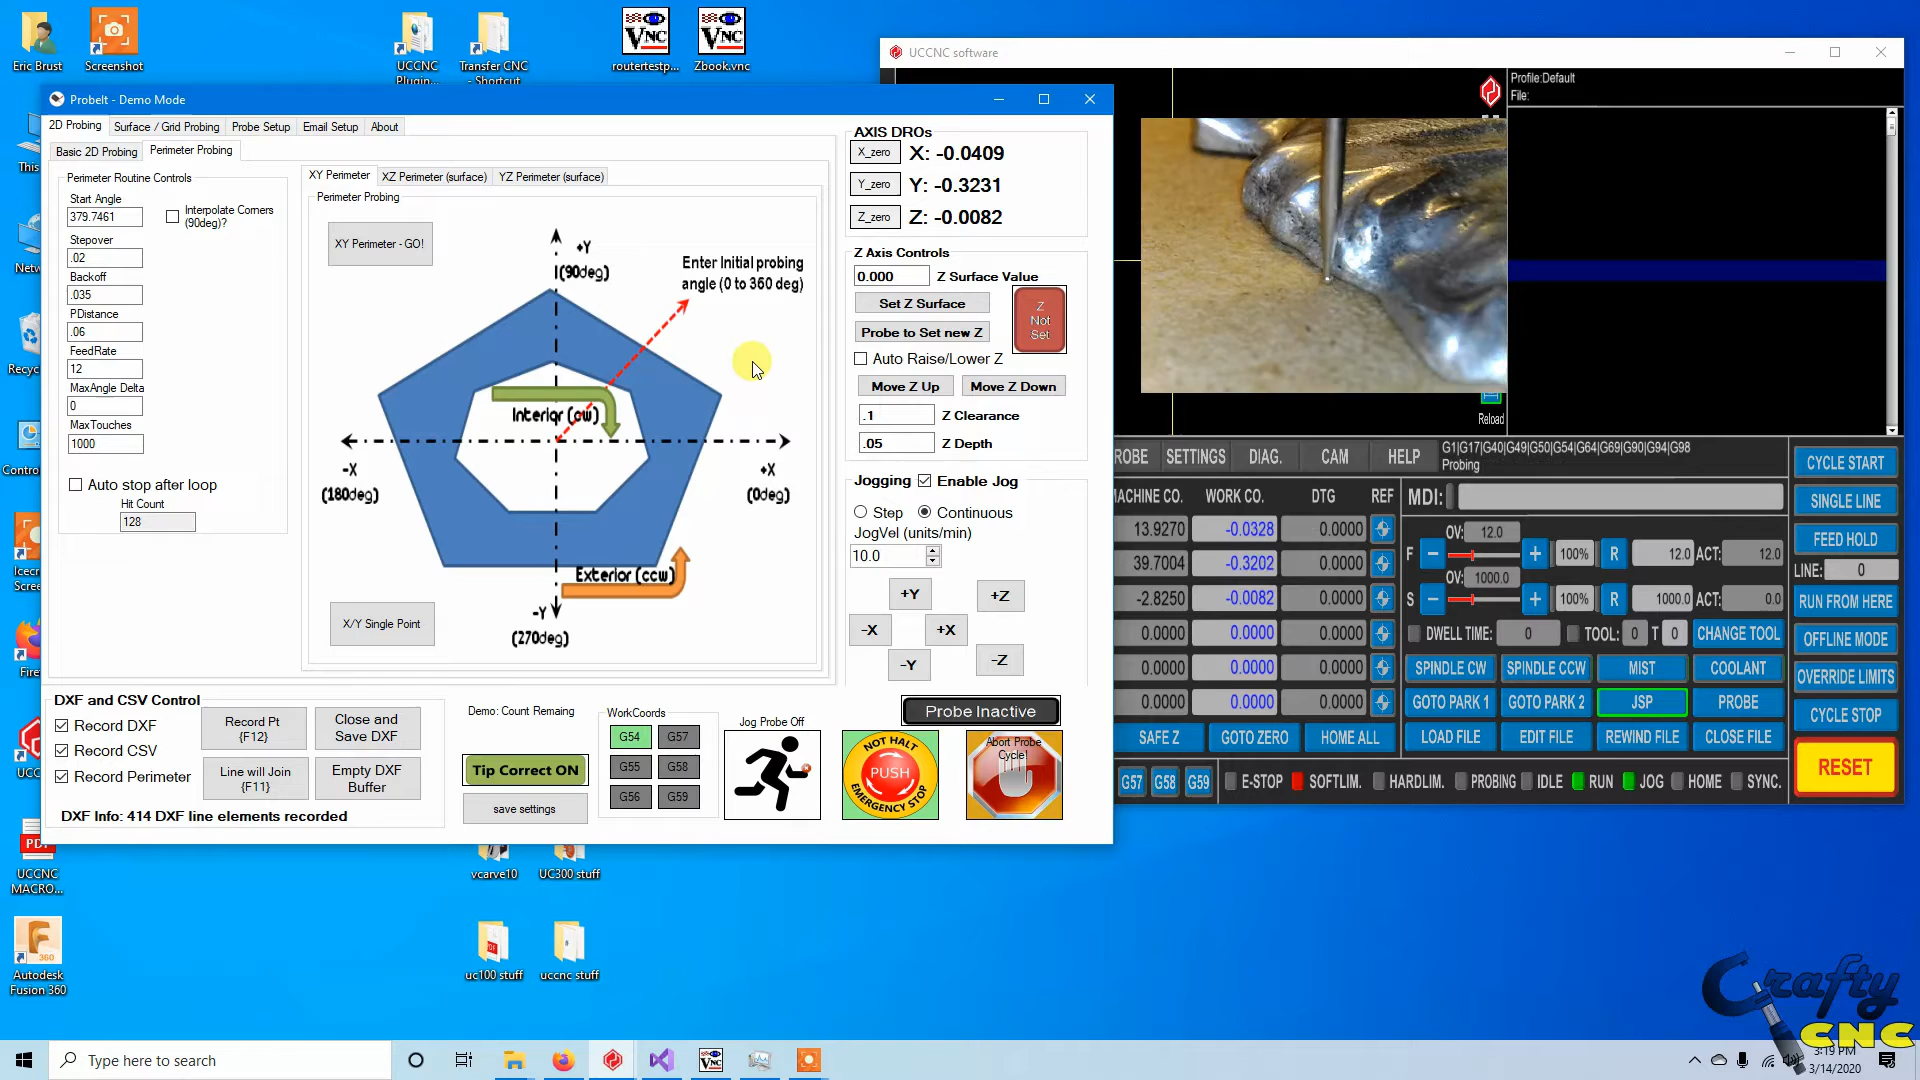 Eric Brust
Screenshot
UCCNC
Plugin...
Transfer CNC
- Shortcut
routertestp...
Zbook.vnc
UCCNC software
Profile:Default
File:
ProbeIt - Demo Mode
2D Probing
Surface / Grid Probing
Probe Setup
Email Setup
About
Basic 2D Probing
Perimeter Probing
Perimeter Routine Controls
Start Angle
379.7461
Interpolate Corners
(90deg)?
Stepover
.02
Backoff
.035
PDistance
.06
FeedRate
12
MaxAngle Delta
0
MaxTouches
1000
Auto stop after loop
Hit Count
128
XY Perimeter
XZ Perimeter (surface)
YZ Perimeter (surface)
Perimeter Probing
XY Perimeter - GO!
+Y
(90deg)
Enter Initial probing
angle (0 to 360 deg)
Interior (cw)
-X
(180deg)
+X
(0deg)
Exterior (ccw)
-Y
(270deg)
X/Y Single Point
AXIS DROs
X_zero
X: -0.0409
Y_zero
Y: -0.3231
Z_zero
Z: -0.0082
Z Axis Controls
0.000
Z Surface Value
Set Z Surface
Z
Not
Set
Probe to Set new Z
Auto Raise/Lower Z
Move Z Up
Move Z Down
.1
Z Clearance
.05
Z Depth
Jogging
Enable Jog
Step
Continuous
JogVel (units/min)
10.0
+Y
+Z
-X
+X
-Y
-Z
DXF and CSV Control
Record DXF
Record CSV
Record Perimeter
Record Pt
{F12}
Close and
Save DXF
Line will Join
{F11}
Empty DXF
Buffer
DXF Info: 414 DXF line elements recorded
Demo: Count Remaing
Tip Correct ON
save settings
WorkCoords
G54
G57
G55
G58
G56
G59
Jog Probe Off
Probe Inactive
NOT HALT
PUSH
EMERGENCY STOP
Abort Probe
Cycle!
Reload
ROBE
SETTINGS
DIAG.
CAM
HELP
G1|G17|G40|G49|G50|G54|G64|G69|G90|G94|G98
Probing
MACHINE CO.
WORK CO.
DTG
REF
MDI:
13.9270
-0.0328
0.0000
39.7004
-0.3202
0.0000
-2.8250
-0.0082
0.0000
0.0000
0.0000
0.0000
0.0000
0.0000
0.0000
0.0000
0.0000
0.0000
OV:
12.0
F
100%
R
12.0
ACT:
12.0
OV:
1000.0
S
100%
R
1000.0
ACT:
0.0
DWELL TIME:
0
TOOL:
0
T
0
CHANGE TOOL
SPINDLE CW
SPINDLE CCW
MIST
COOLANT
GOTO PARK 1
GOTO PARK 2
JSP
PROBE
SAFE Z
GOTO ZERO
HOME ALL
LOAD FILE
EDIT FILE
REWIND FILE
CLOSE FILE
G57
G58
G59
E-STOP
SOFTLIM.
HARDLIM.
PROBING
IDLE
RUN
JOG
HOME
SYNC.
CYCLE START
SINGLE LINE
FEED HOLD
LINE:
0
RUN FROM HERE
OFFLINE MODE
OVERRIDE LIMITS
CYCLE STOP
RESET
This
Netw
Recyc
Contro
Icecr
Scree
Firef
UCC
PDF
UCCNC
MACRO...
vcarve10
UC300 stuff
Autodesk
Fusion 360
uc100 stuff
uccnc stuff
Crafty
CNC
Type here to search
3:19 PM
3/14/2020